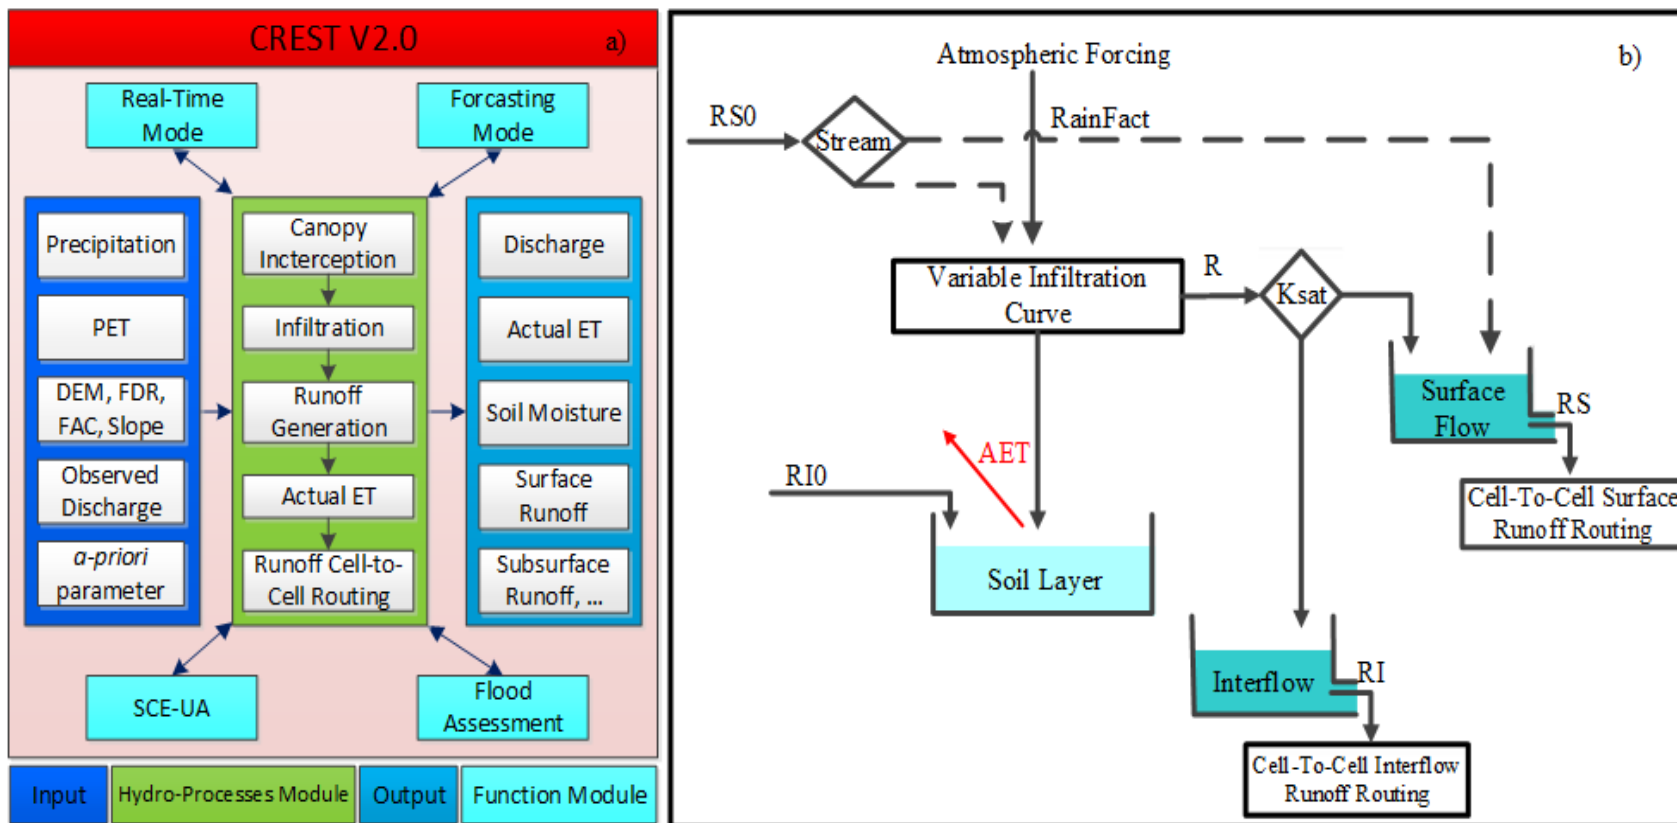 CREST V2.0
a)
Real-Time
Mode
Forcasting
Mode
Precipitation
PET
DEM, FDR,
FAC, Slope
Observed
Discharge
a-priori
parameter
Canopy
Incterception
Infiltration
Runoff
Generation
Actual ET
Runoff Cell-to-
Cell Routing
Discharge
Actual ET
Soil Moisture
Surface
Runoff
Subsurface
Runoff, ...
SCE-UA
Flood
Assessment
Input
Hydro-Processes Module
Output
Function Module
b)
Atmospheric Forcing
RS0
Stream
RainFact
Variable Infiltration
Curve
R
Ksat
Surface
Flow
RS
Cell-To-Cell Surface
Runoff Routing
AET
RI0
Soil Layer
Interflow
RI
Cell-To-Cell Interflow
Runoff Routing